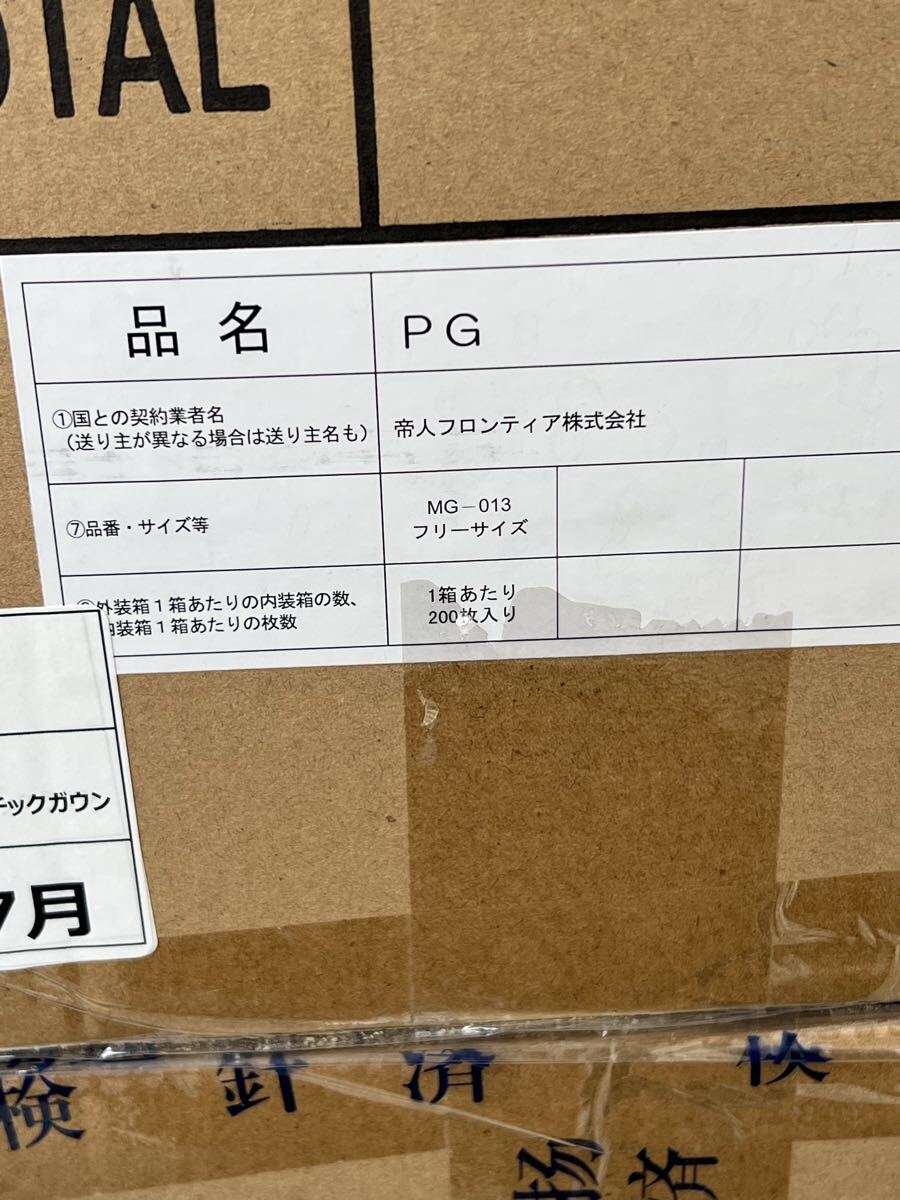 OTAL
品名
PG
①国との契約業者名
（送り主が異なる場合は送り主名も）
帝人フロンティア株式会社
⑦品番・サイズ等
MG－013
フリーサイズ
外装箱１箱あたりの内装箱の数、
内装箱１箱あたりの枚数
1箱あたり
200枚入り
チックガウン
7月
検針済
検
物済